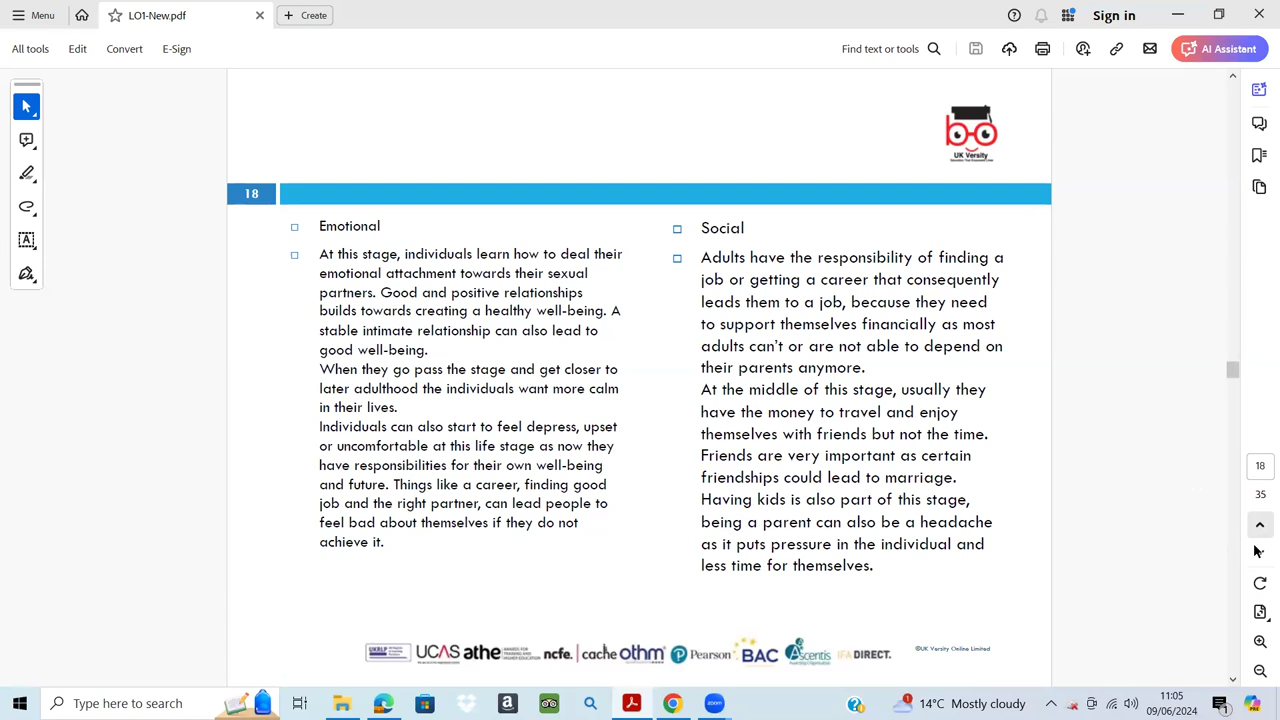 Menu
LO1-New.pdf
Create
Sign in
All tools
Edit
Convert
E-Sign
Find text or tools
AI Assistant
UK Versity
18
Emotional
At this stage, individuals learn how to deal their
emotional attachment towards their sexual
partners. Good and positive relationships
builds towards creating a healthy well-being. A
stable intimate relationship can also lead to
good well-being.
When they go pass the stage and get closer to
later adulthood the individuals want more calm
in their lives.
Individuals can also start to feel depress, upset
or uncomfortable at this life stage as now they
have responsibilities for their own well-being
and future. Things like a career, finding good
job and the right partner, can lead people to
feel bad about themselves if they do not
achieve it.
Social
Adults have the responsibility of finding a
job or getting a career that consequently
leads them to a job, because they need
to support themselves financially as most
adults can't or are not able to depend on
their parents anymore.
At the middle of this stage, usually they
have the money to travel and enjoy
themselves with friends but not the time.
Friends are very important as certain
friendships could lead to marriage.
Having kids is also part of this stage,
being a parent can also be a headache
as it puts pressure in the individual and
less time for themselves.
18
35
UKRLP
UCAS
athe
ncfe.
cache
othm
Pearson
BAC
Ascentis
IFA DIRECT.
©UK Versity Online Limited
Type here to search
14°C Mostly cloudy
11:05
09/06/2024